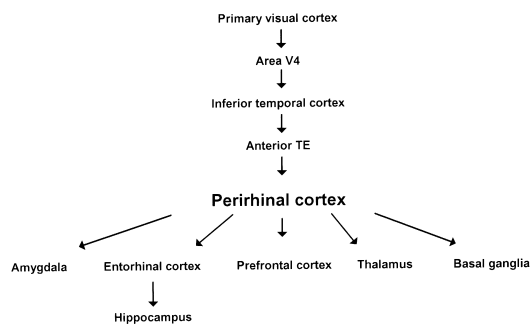 Primary visual cortex
Area V4
Inferior temporal cortex
Anterior TE
Perirhinal cortex
Amygdala Entorhinal cortex Prefrontal cortex Thalamus Basal ganglia
Hippocampus